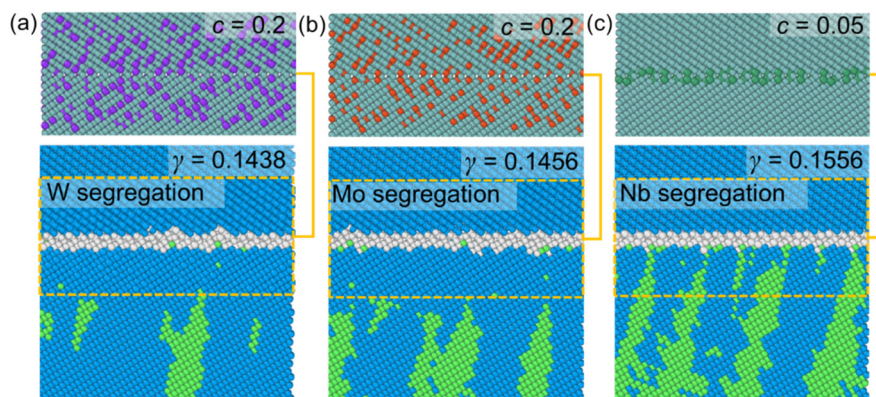 (a)
c = 0.2
(b)
c = 0.2
(c)
c = 0.05
γ = 0.1438
W segregation
γ = 0.1456
Mo segregation
γ = 0.1556
Nb segregation